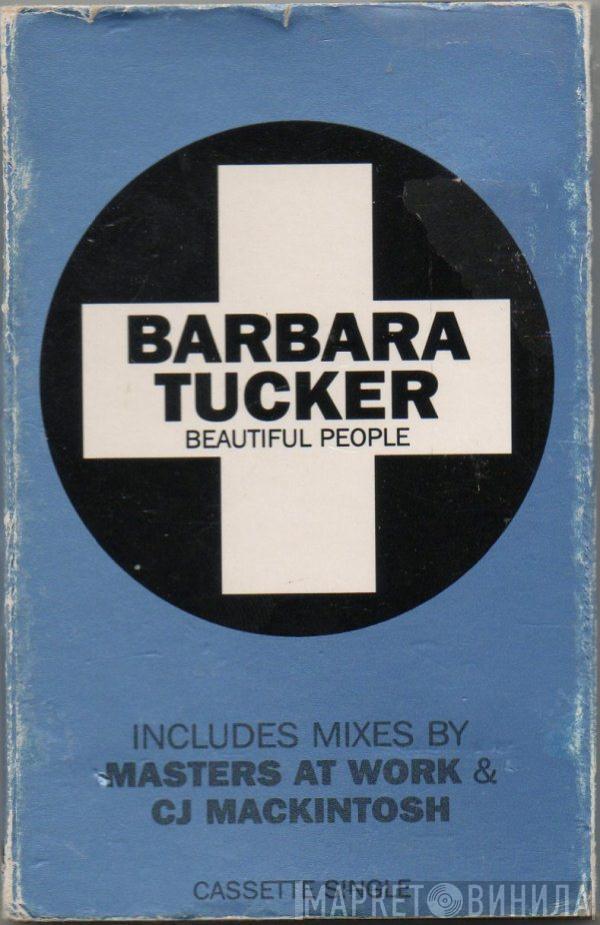 BARBARA
TUCKER
BEAUTIFUL PEOPLE
INCLUDES MIXES BY
MASTERS AT WORK &
CJ MACKINTOSH
CASSETTE SINGLE
МАРКЕТ ВИНИЛА